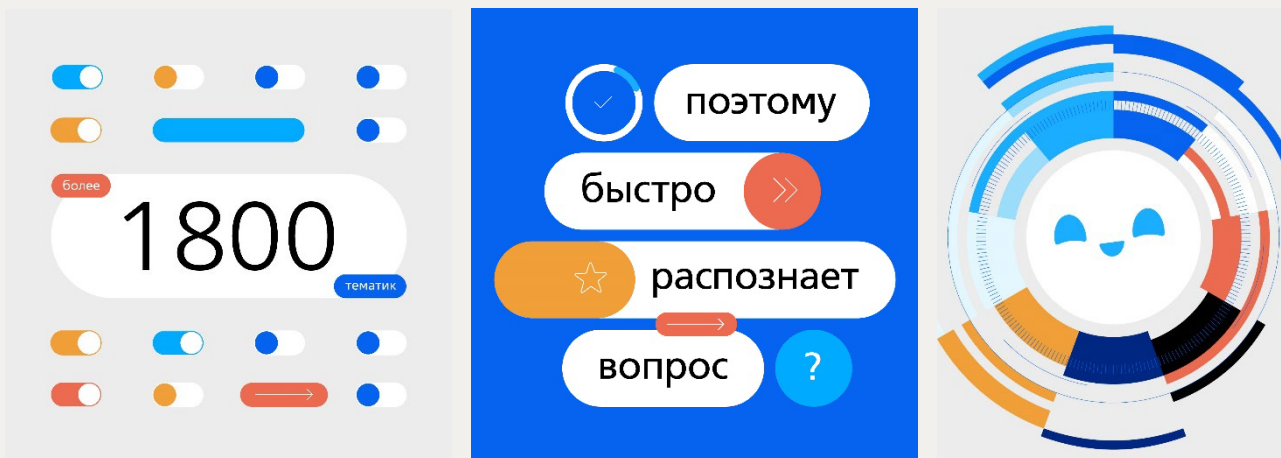 более
1800
тематик
поэтому
быстро
распознает
вопрос ?